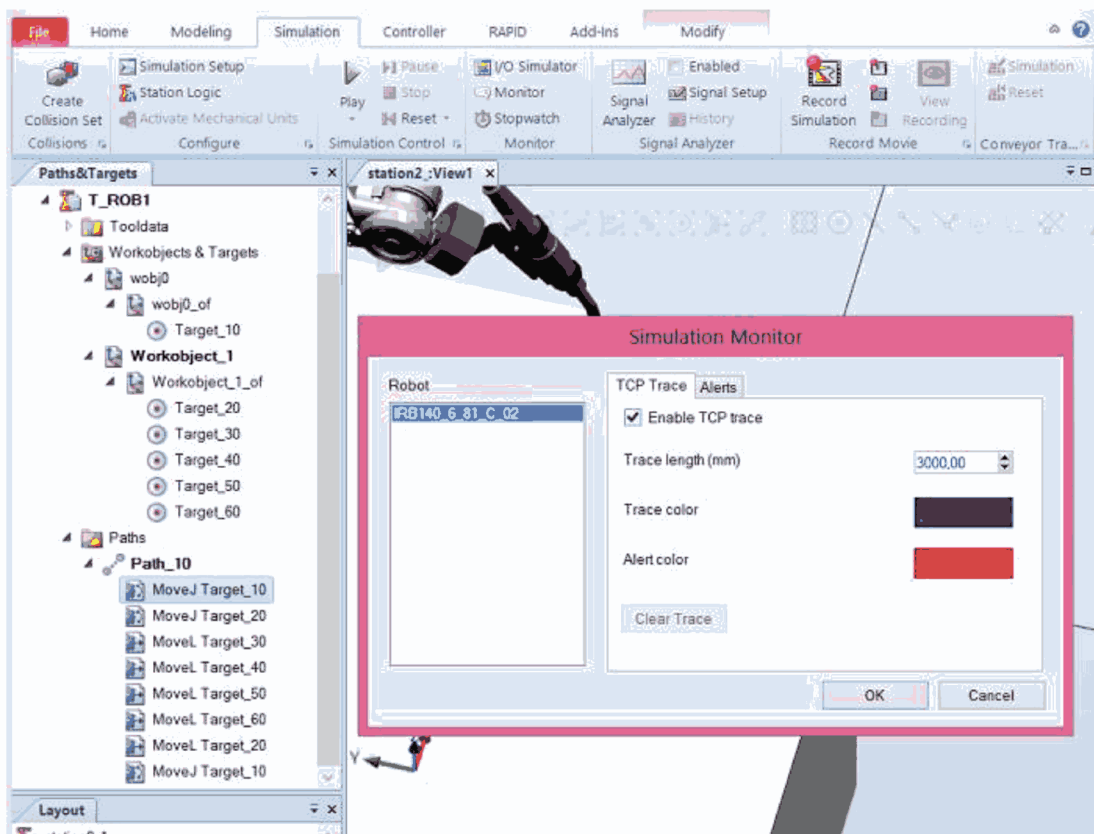 File Home Modeling Simulation Controller RAPID Add-Ins Modify
Create Collision Set
Collisions
Simulation Setup
Station Logic
Activate Mechanical Units
Configure
Play
Pause
Stop
Reset
Simulation Control
I/O Simulator
Monitor
Stopwatch
Monitor
Signal Analyzer
Enabled
Signal Setup
History
Signal Analyzer
Record Simulation
View Recording
Record Movie
Simulation
Reset
Conveyor Tra...
Paths&Targets
T_ROB1
Tooldata
Workobjects & Targets
wobj0
wobj0_of
Target_10
Workobject_1
Workobject_1_of
Target_20
Target_30
Target_40
Target_50
Target_60
Paths
Path_10
MoveJ Target_10
MoveJ Target_20
MoveL Target_30
MoveL Target_40
MoveL Target_50
MoveL Target_60
MoveL Target_20
MoveJ Target_10
Layout
station2_:View1
Simulation Monitor
Robot
IRB140_6_81_C_02
TCP Trace Alerts
Enable TCP trace
Trace length (mm) 3000,00
Trace color
Alert color
Clear Trace
OK Cancel
Y